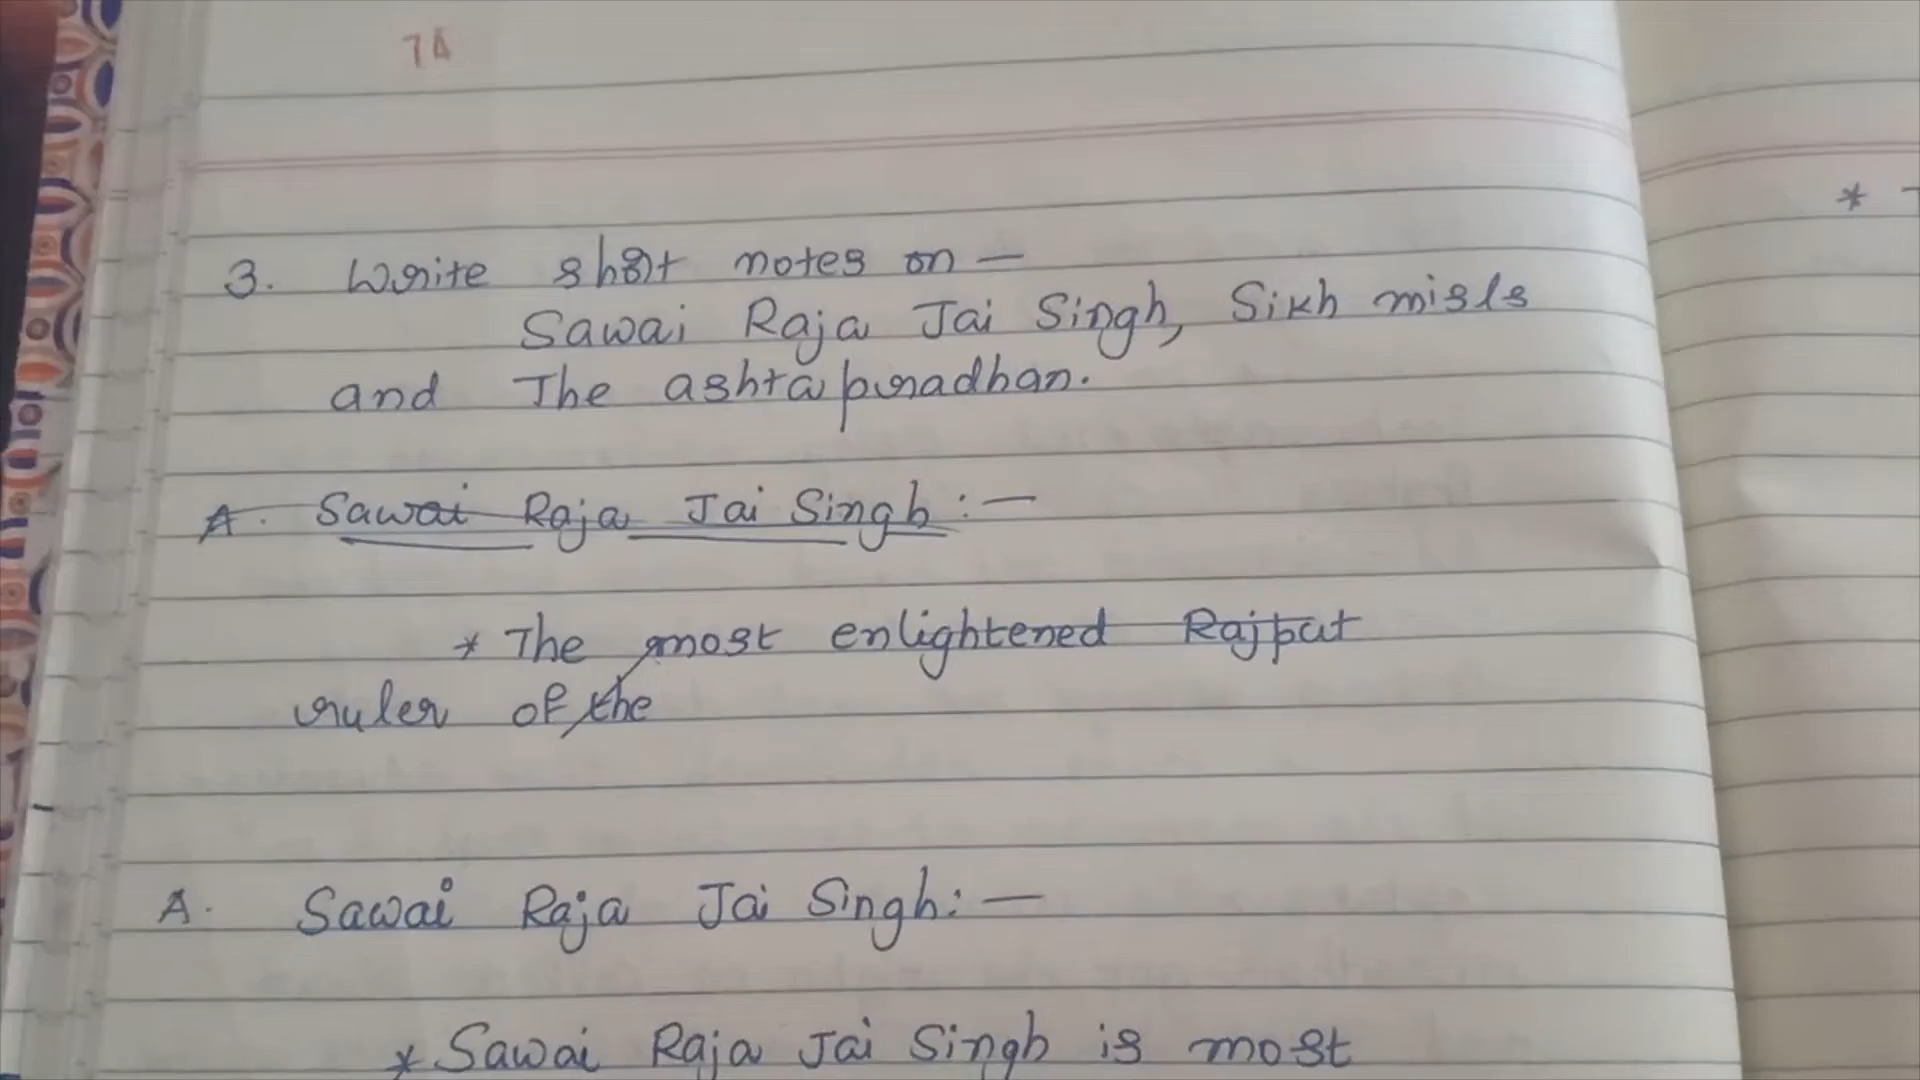 74
3. Write short notes on —
Sawai Raja Jai Singh, Sikh misls
and The ashtapradhan.
A. Sawai Raja Jai Singh :—
* The most enlightened Rajput
ruler of the
A. Sawai Raja Jai Singh :—
* Sawai Raja Jai Singh is most
*